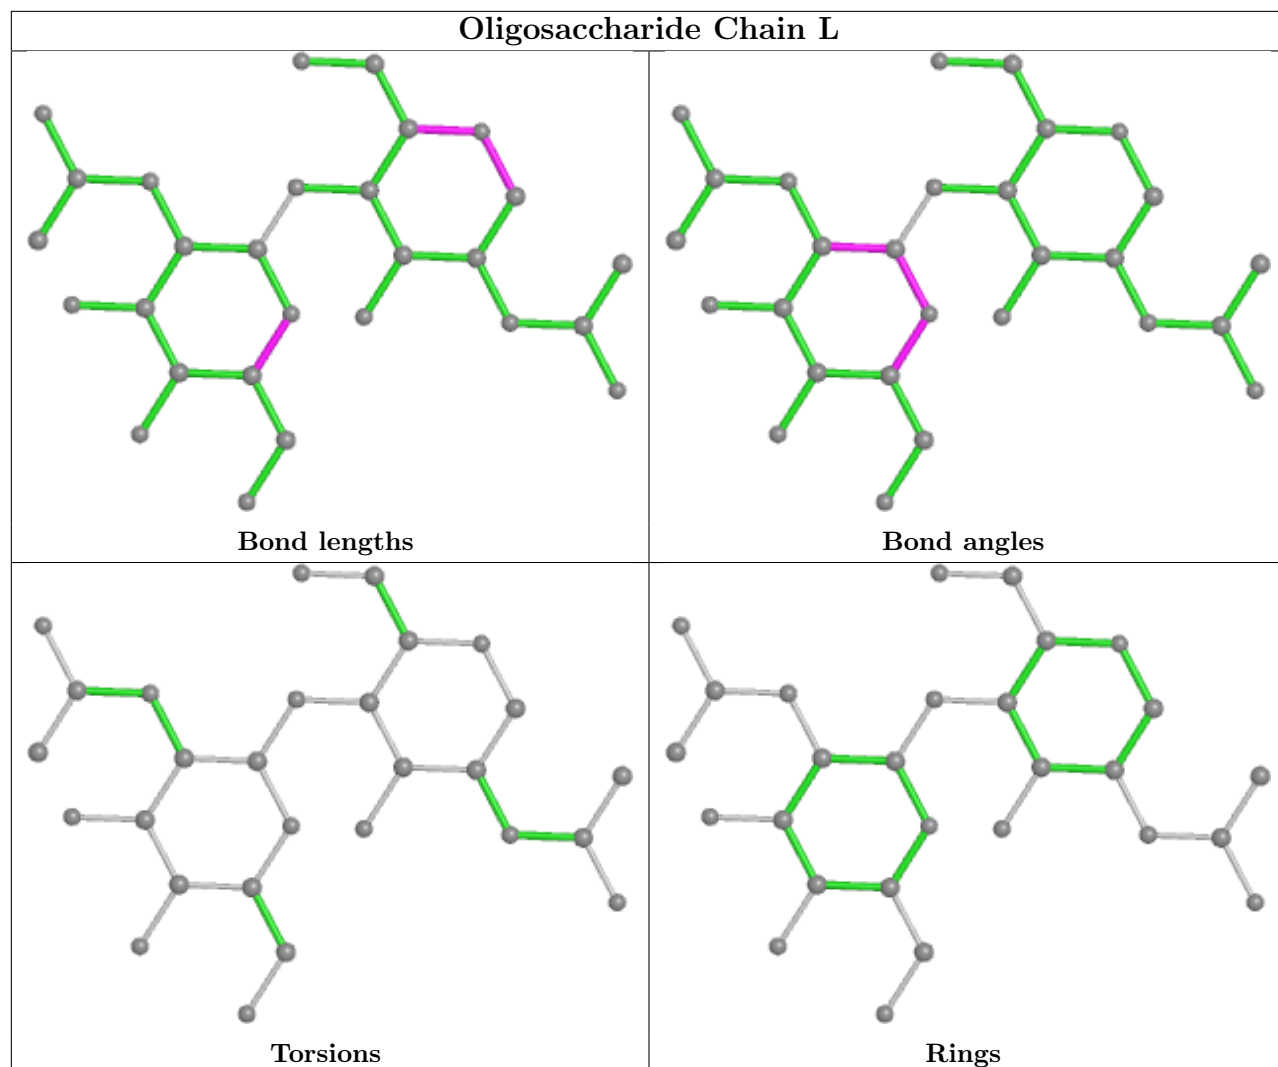 Oligosaccharide Chain L
Bond lengths
Bond angles
Torsions
Rings